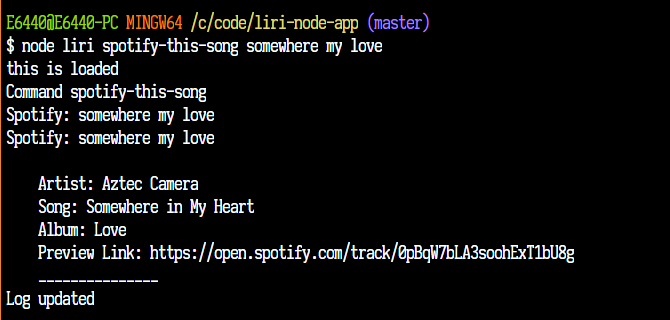 E6440@E6440-PC MINGW64 /c/code/liri-node-app (master)
$ node liri spotify-this-song somewhere my love
this is loaded
Command spotify-this-song
Spotify: somewhere my love
Spotify: somewhere my love
Artist: Aztec Camera
Song: Somewhere in My Heart
Album: Love
Preview Link: https://open.spotify.com/track/0pBqW7bLA3soohExT1bU8g
_______________
Log updated